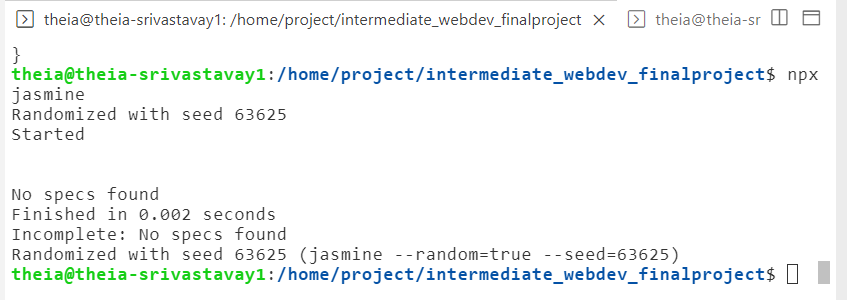 theia@theia-srivastavay1: /home/project/intermediate_webdev_finalproject theia@theia-sr
}
theia@theia-srivastavay1:/home/project/intermediate_webdev_finalproject$ npx
jasmine
Randomized with seed 63625
Started
No specs found
Finished in 0.002 seconds
Incomplete: No specs found
Randomized with seed 63625 (jasmine --random=true --seed=63625)
theia@theia-srivastavay1:/home/project/intermediate_webdev_finalproject$